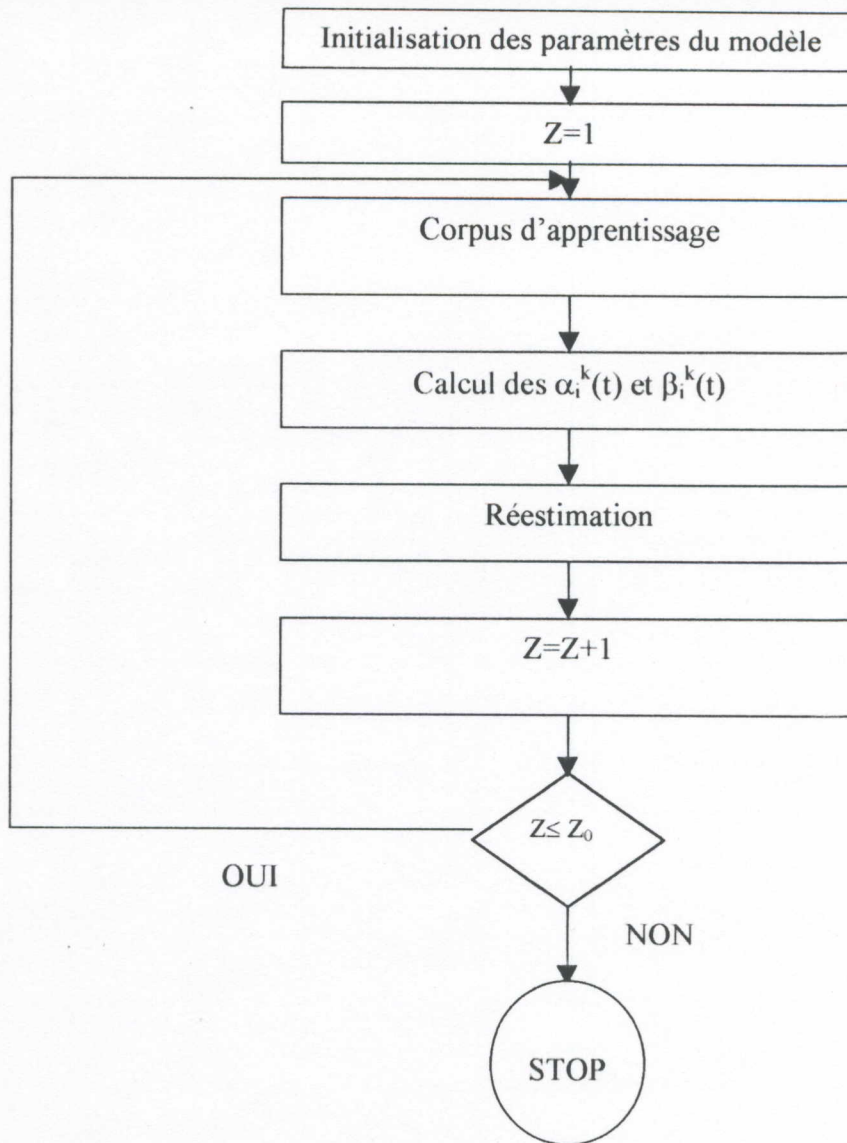 Initialisation des paramètres du modèle
Z=1
Corpus d'apprentissage
Calcul des αᵢᵏ(t) et βᵢᵏ(t)
Réestimation
Z=Z+1
Z≤ Z₀
OUI
NON
STOP